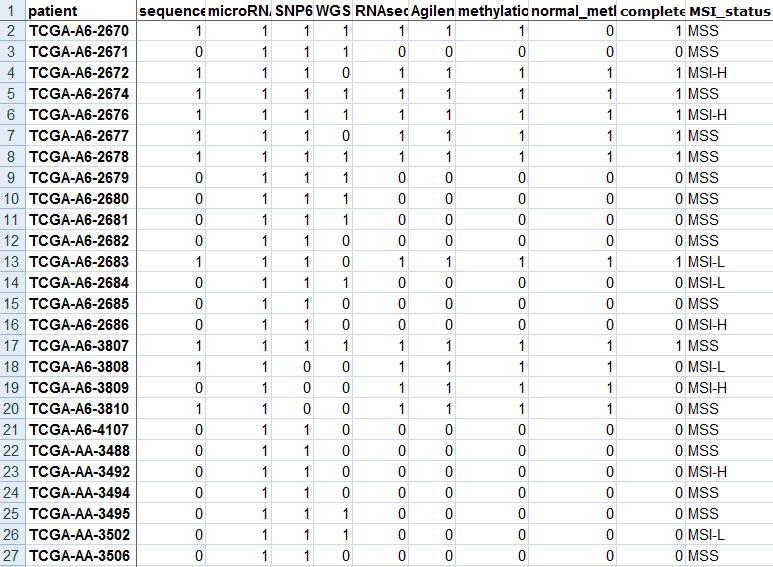 1 patient sequence microRNA SNP6 WGS RNAseq Agilen methylatio normal_metl complete MSI_status
2 TCGA-A6-2670 1 1 1 1 1 1 1 0 1 MSS
3 TCGA-A6-2671 0 1 1 1 0 0 0 0 0 MSS
4 TCGA-A6-2672 1 1 1 0 1 1 1 1 1 MSI-H
5 TCGA-A6-2674 1 1 1 1 1 1 1 1 1 MSS
6 TCGA-A6-2676 1 1 1 1 1 1 1 1 1 MSI-H
7 TCGA-A6-2677 1 1 1 0 1 1 1 1 1 MSS
8 TCGA-A6-2678 1 1 1 1 1 1 1 1 1 MSS
9 TCGA-A6-2679 0 1 1 1 0 0 0 0 0 MSS
10 TCGA-A6-2680 0 1 1 1 0 0 0 0 0 MSS
11 TCGA-A6-2681 0 1 1 1 0 0 0 0 0 MSS
12 TCGA-A6-2682 0 1 1 0 0 0 0 0 0 MSS
13 TCGA-A6-2683 1 1 1 0 1 1 1 1 1 MSI-L
14 TCGA-A6-2684 0 1 1 1 0 0 0 0 0 MSI-L
15 TCGA-A6-2685 0 1 1 0 0 0 0 0 0 MSS
16 TCGA-A6-2686 0 1 1 0 0 0 0 0 0 MSI-H
17 TCGA-A6-3807 1 1 1 1 1 1 1 1 1 MSS
18 TCGA-A6-3808 1 1 0 0 1 1 1 1 0 MSI-L
19 TCGA-A6-3809 0 1 0 0 1 1 1 1 0 MSI-H
20 TCGA-A6-3810 1 1 0 0 1 1 1 1 0 MSS
21 TCGA-A6-4107 0 1 1 0 0 0 0 0 0 MSS
22 TCGA-AA-3488 0 1 1 0 0 0 0 0 0 MSS
23 TCGA-AA-3492 0 1 1 0 0 0 0 0 0 MSI-H
24 TCGA-AA-3494 0 1 1 0 0 0 0 0 0 MSS
25 TCGA-AA-3495 0 1 1 1 0 0 0 0 0 MSS
26 TCGA-AA-3502 0 1 1 1 0 0 0 0 0 MSI-L
27 TCGA-AA-3506 0 1 1 0 0 0 0 0 0 MSS